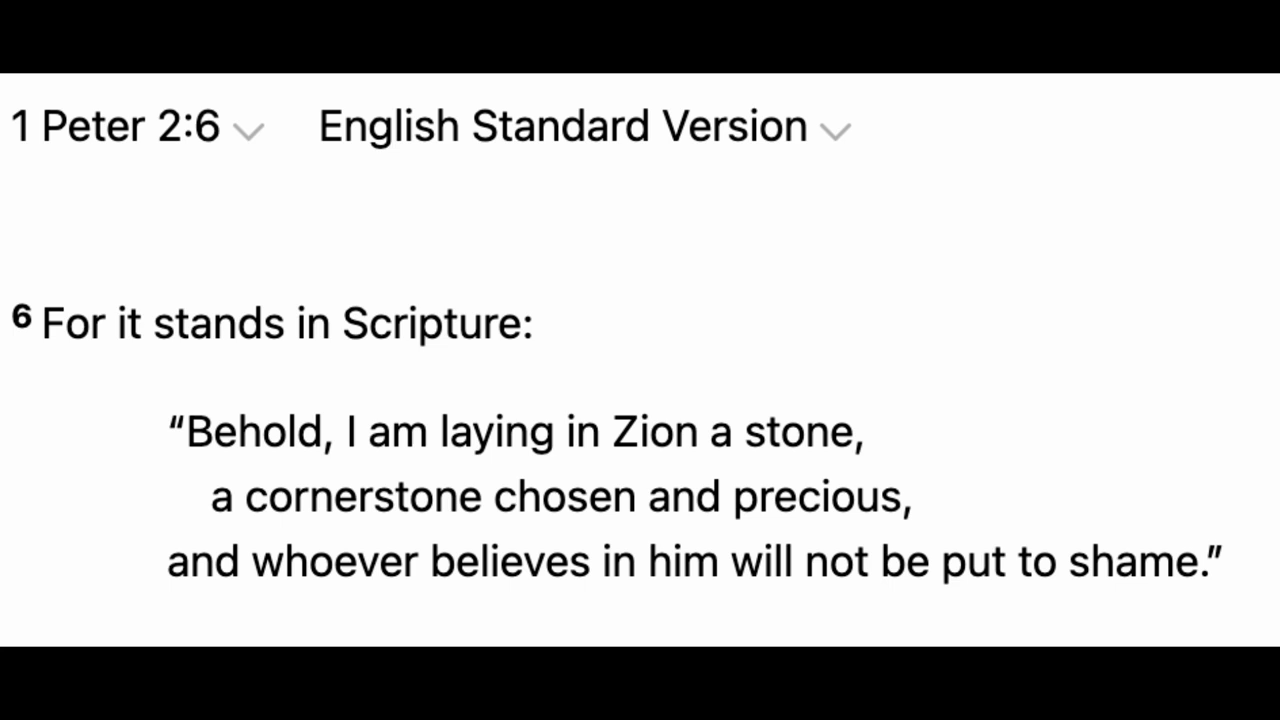 1 Peter 2:6 English Standard Version
6 For it stands in Scripture:
“Behold, I am laying in Zion a stone,
a cornerstone chosen and precious,
and whoever believes in him will not be put to shame.”